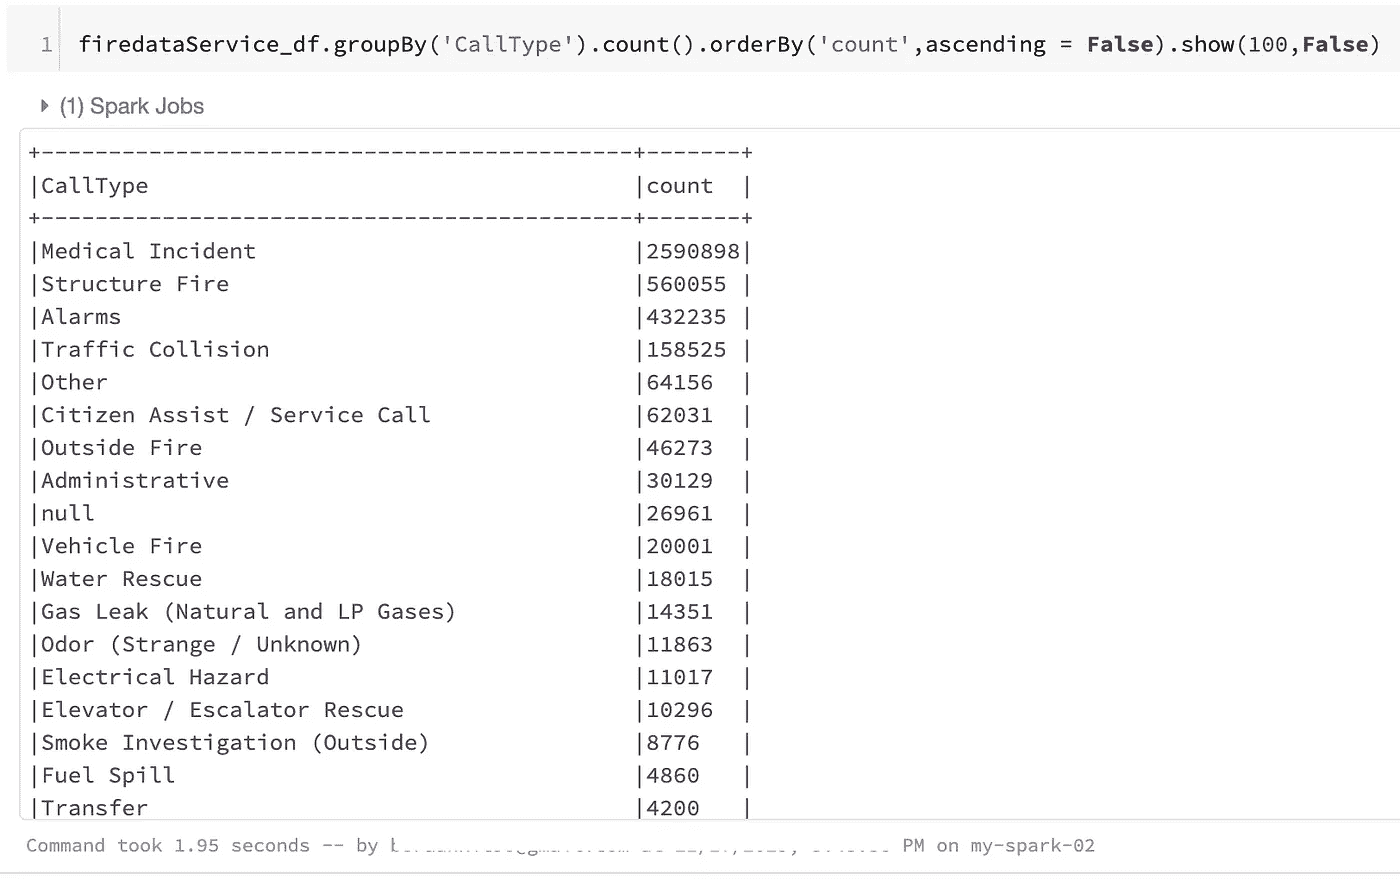 1 firedataService_df.groupBy('CallType').count().orderBy('count',ascending = False).show(100,False)
(1) Spark Jobs
+--------------------------------------------+-------+
|CallType |count |
+--------------------------------------------+-------+
|Medical Incident |2590898|
|Structure Fire |560055 |
|Alarms |432235 |
|Traffic Collision |158525 |
|Other |64156 |
|Citizen Assist / Service Call |62031 |
|Outside Fire |46273 |
|Administrative |30129 |
|null |26961 |
|Vehicle Fire |20001 |
|Water Rescue |18015 |
|Gas Leak (Natural and LP Gases) |14351 |
|Odor (Strange / Unknown) |11863 |
|Electrical Hazard |11017 |
|Elevator / Escalator Rescue |10296 |
|Smoke Investigation (Outside) |8776 |
|Fuel Spill |4860 |
|Transfer |4200 |
Command took 1.95 seconds -- by PM on my-spark-02